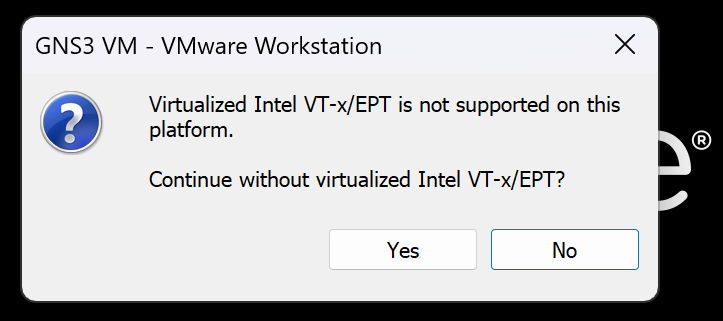 GNS3 VM - VMware Workstation
Virtualized Intel VT-x/EPT is not supported on this
platform.
Continue without virtualized Intel VT-x/EPT?
Yes
No
e®